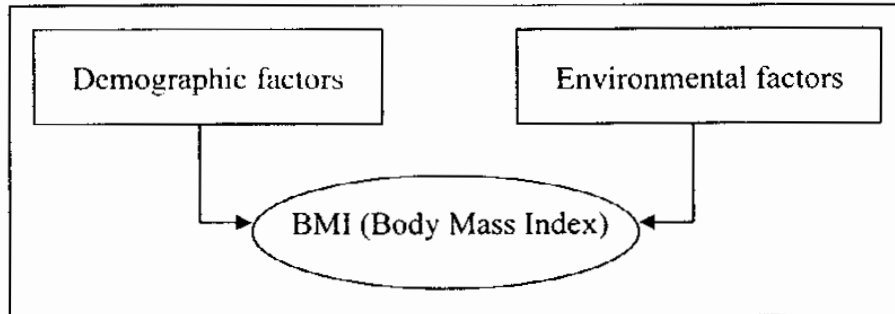 Demographic factors
Environmental factors
BMI (Body Mass Index)